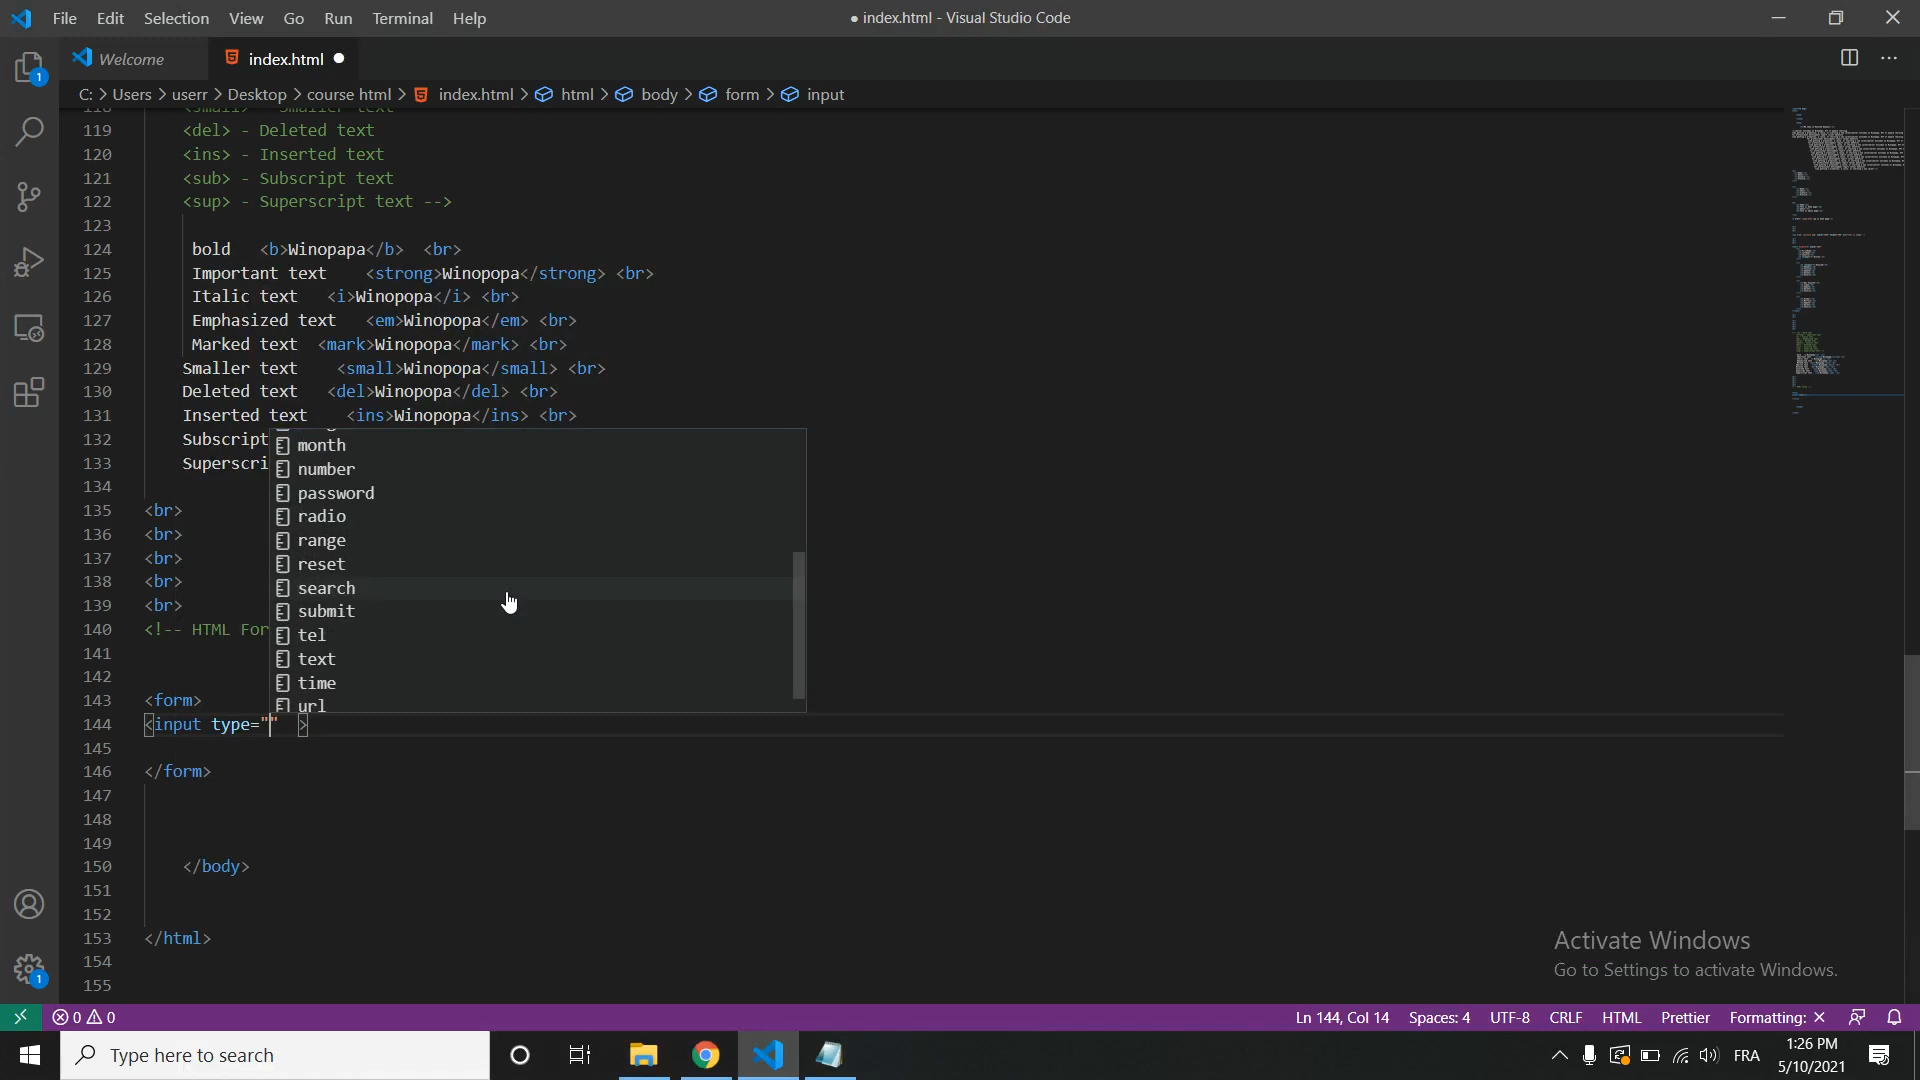 File Edit Selection View Go Run Terminal Help
● index.html - Visual Studio Code
Welcome
index.html ●
C: > Users > userr > Desktop > course html > index.html > html > body > form > input
119 <del> - Deleted text
120 <ins> - Inserted text
121 <sub> - Subscript text
122 <sup> - Superscript text -->
123
124 bold <b>Winopapa</b> <br>
125 Important text <strong>Winopopa</strong> <br>
126 Italic text <i>Winopopa</i> <br>
127 Emphasized text <em>Winopopa</em> <br>
128 Marked text <mark>Winopopa</mark> <br>
129 Smaller text <small>Winopopa</small> <br>
130 Deleted text <del>Winopopa</del> <br>
131 Inserted text <ins>Winopopa</ins> <br>
132 Subscript
133 Superscri
134
135 <br>
136 <br>
137 <br>
138 <br>
139 <br>
140 <!-- HTML For
141
142
143 <form>
144 <input type="" >
145
146 </form>
147
148
149
150 </body>
151
152
153 </html>
154
155
month
number
password
radio
range
reset
search
submit
tel
text
time
url
Activate Windows
Go to Settings to activate Windows.
0 0
Ln 144, Col 14 Spaces: 4 UTF-8 CRLF HTML Prettier Formatting: ×
Type here to search
FRA
1:26 PM
5/10/2021
1
1